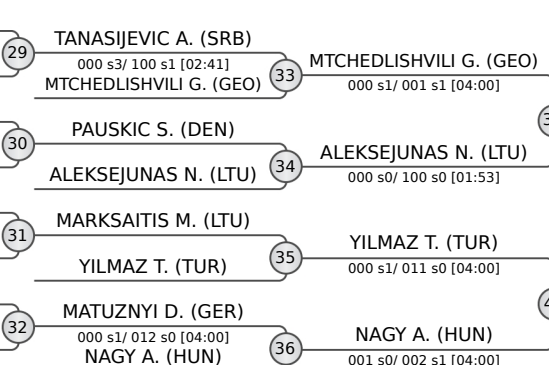 TANASIJEVIC A. (SRB)
29
000 s3/ 100 s1 [02:41]
MTCHEDLISHVILI G. (GEO)
33
MTCHEDLISHVILI G. (GEO)
000 s1/ 001 s1 [04:00]
PAUSKIC S. (DEN)
30
ALEKSEJUNAS N. (LTU)
34
ALEKSEJUNAS N. (LTU)
000 s0/ 100 s0 [01:53]
MARKSAITIS M. (LTU)
31
YILMAZ T. (TUR)
35
YILMAZ T. (TUR)
000 s1/ 011 s0 [04:00]
MATUZNYI D. (GER)
32
000 s1/ 012 s0 [04:00]
NAGY A. (HUN)
36
NAGY A. (HUN)
001 s0/ 002 s1 [04:00]